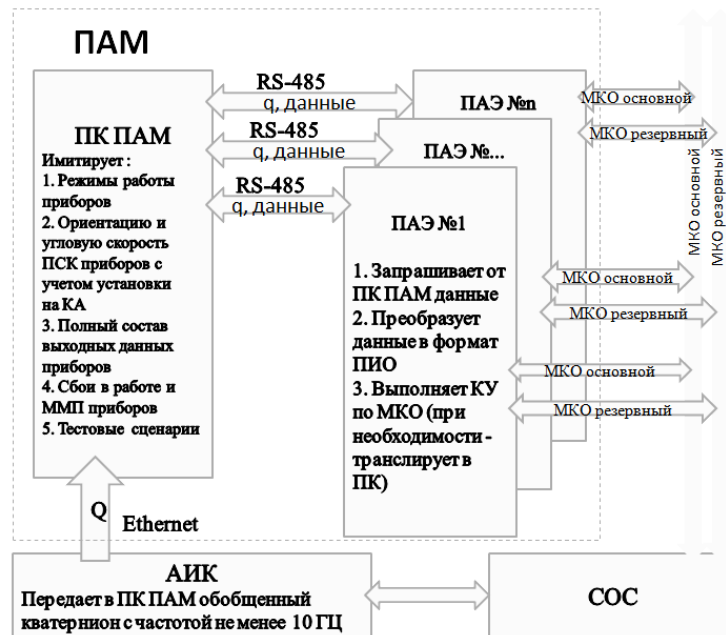 ПАМ
ПК ПАМ
Имитирует :
1. Режимы работы
приборов
2. Ориентацию и
угловую скорость
ПСК приборов с
учетом установки
на КА
3. Полный состав
выходных данных
приборов
4. Сбои в работе и
ММП приборов
5. Тестовые сценарии
RS-485
q, данные
RS-485
q, данные
RS-485
q, данные
ПАЭ №n
ПАЭ №...
ПАЭ №1
1. Запрашивает от
ПК ПАМ данные
2. Преобразует
данные в формат
ПИО
3. Выполняет КУ
по МКО (при
необходимости -
транслирует в
ПК)
МКО основной
МКО резервный
МКО основной
МКО резервный
МКО основной
МКО резервный
МКО основной
МКО резервный
Q
Ethernet
АИК
Передает в ПК ПАМ обобщенный
кватернион с частотой не менее 10 ГЦ
СОС